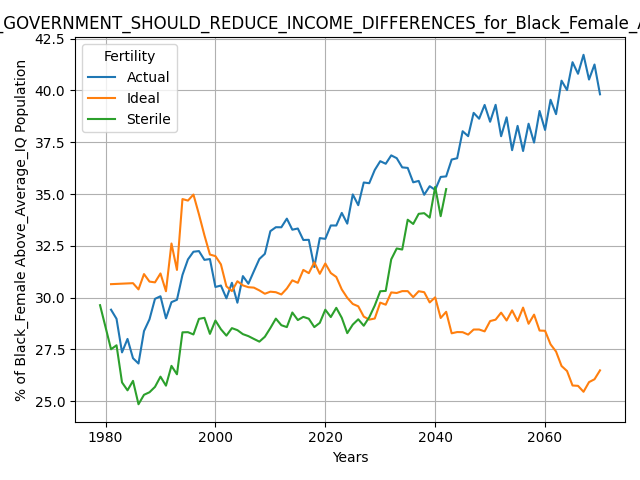 _GOVERNMENT_SHOULD_REDUCE_INCOME_DIFFERENCES_for_Black_Female_
Fertility
Actual
Ideal
Sterile
42.5
40.0
37.5
35.0
32.5
30.0
27.5
25.0
% of Black_Female Above_Average_IQ Population
1980
2000
2020
2040
2060
Years